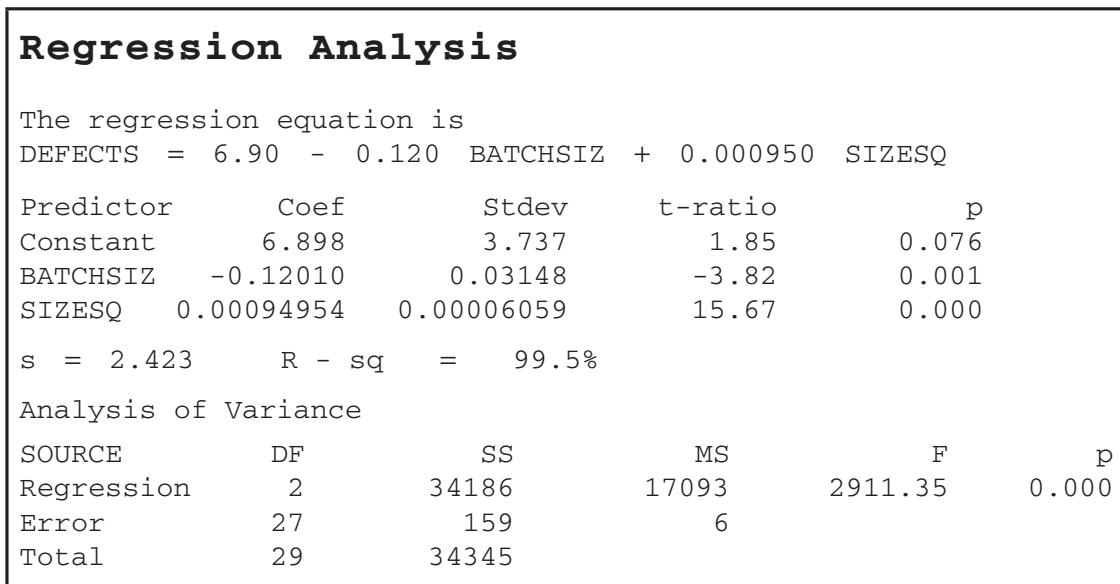 Regression Analysis
The regression equation is
DEFECTS = 6.90 - 0.120 BATCHSIZ + 0.000950 SIZESQ
Predictor Coef Stdev t-ratio p
Constant 6.898 3.737 1.85 0.076
BATCHSIZ -0.12010 0.03148 -3.82 0.001
SIZESQ 0.00094954 0.00006059 15.67 0.000
s = 2.423 R - sq = 99.5%
Analysis of Variance
SOURCE DF SS MS F p
Regression 2 34186 17093 2911.35 0.000
Error 27 159 6
Total 29 34345